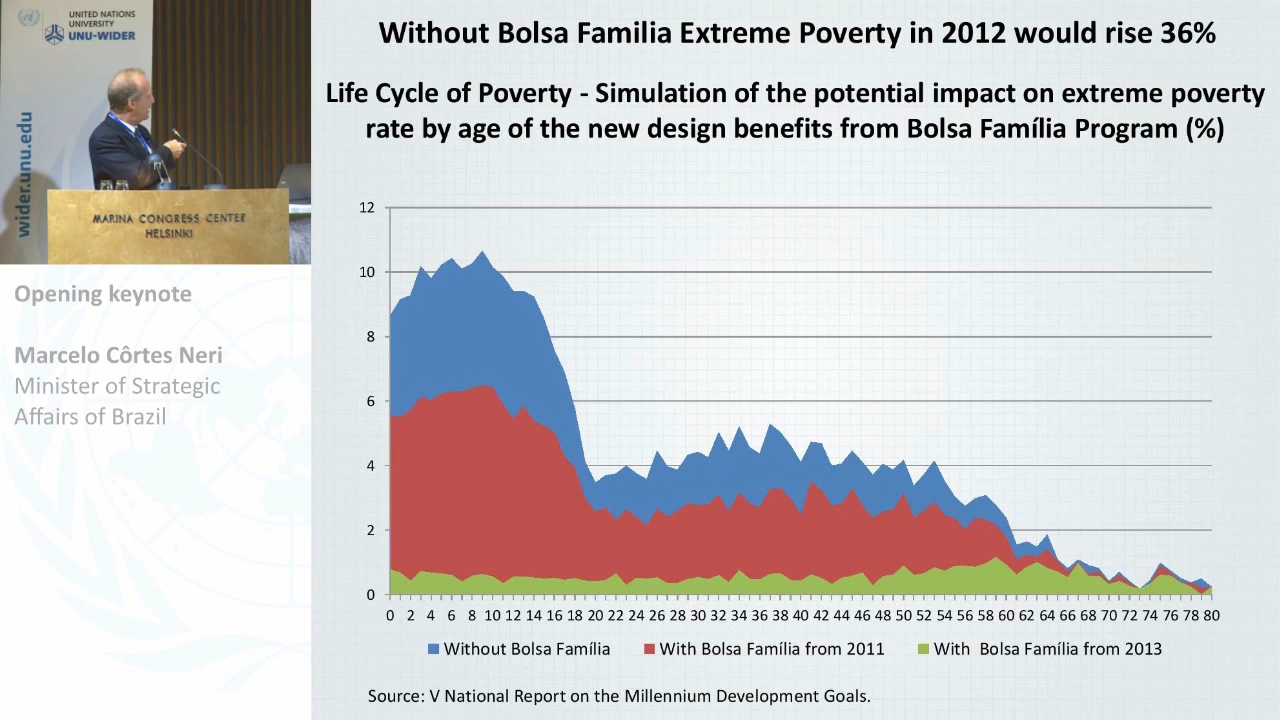 UNITED NATIONS
UNIVERSITY
UNU-WIDER
wider.unu.edu
MARINA CONGRESS CENTER
HELSINKI
Opening keynote
Marcelo Côrtes Neri
Minister of Strategic
Affairs of Brazil
Without Bolsa Familia Extreme Poverty in 2012 would rise 36%
Life Cycle of Poverty - Simulation of the potential impact on extreme poverty
rate by age of the new design benefits from Bolsa Família Program (%)
12
10
8
6
4
2
0
0 2 4 6 8 10 12 14 16 18 20 22 24 26 28 30 32 34 36 38 40 42 44 46 48 50 52 54 56 58 60 62 64 66 68 70 72 74 76 78 80
Without Bolsa Família With Bolsa Família from 2011 With Bolsa Família from 2013
Source: V National Report on the Millennium Development Goals.